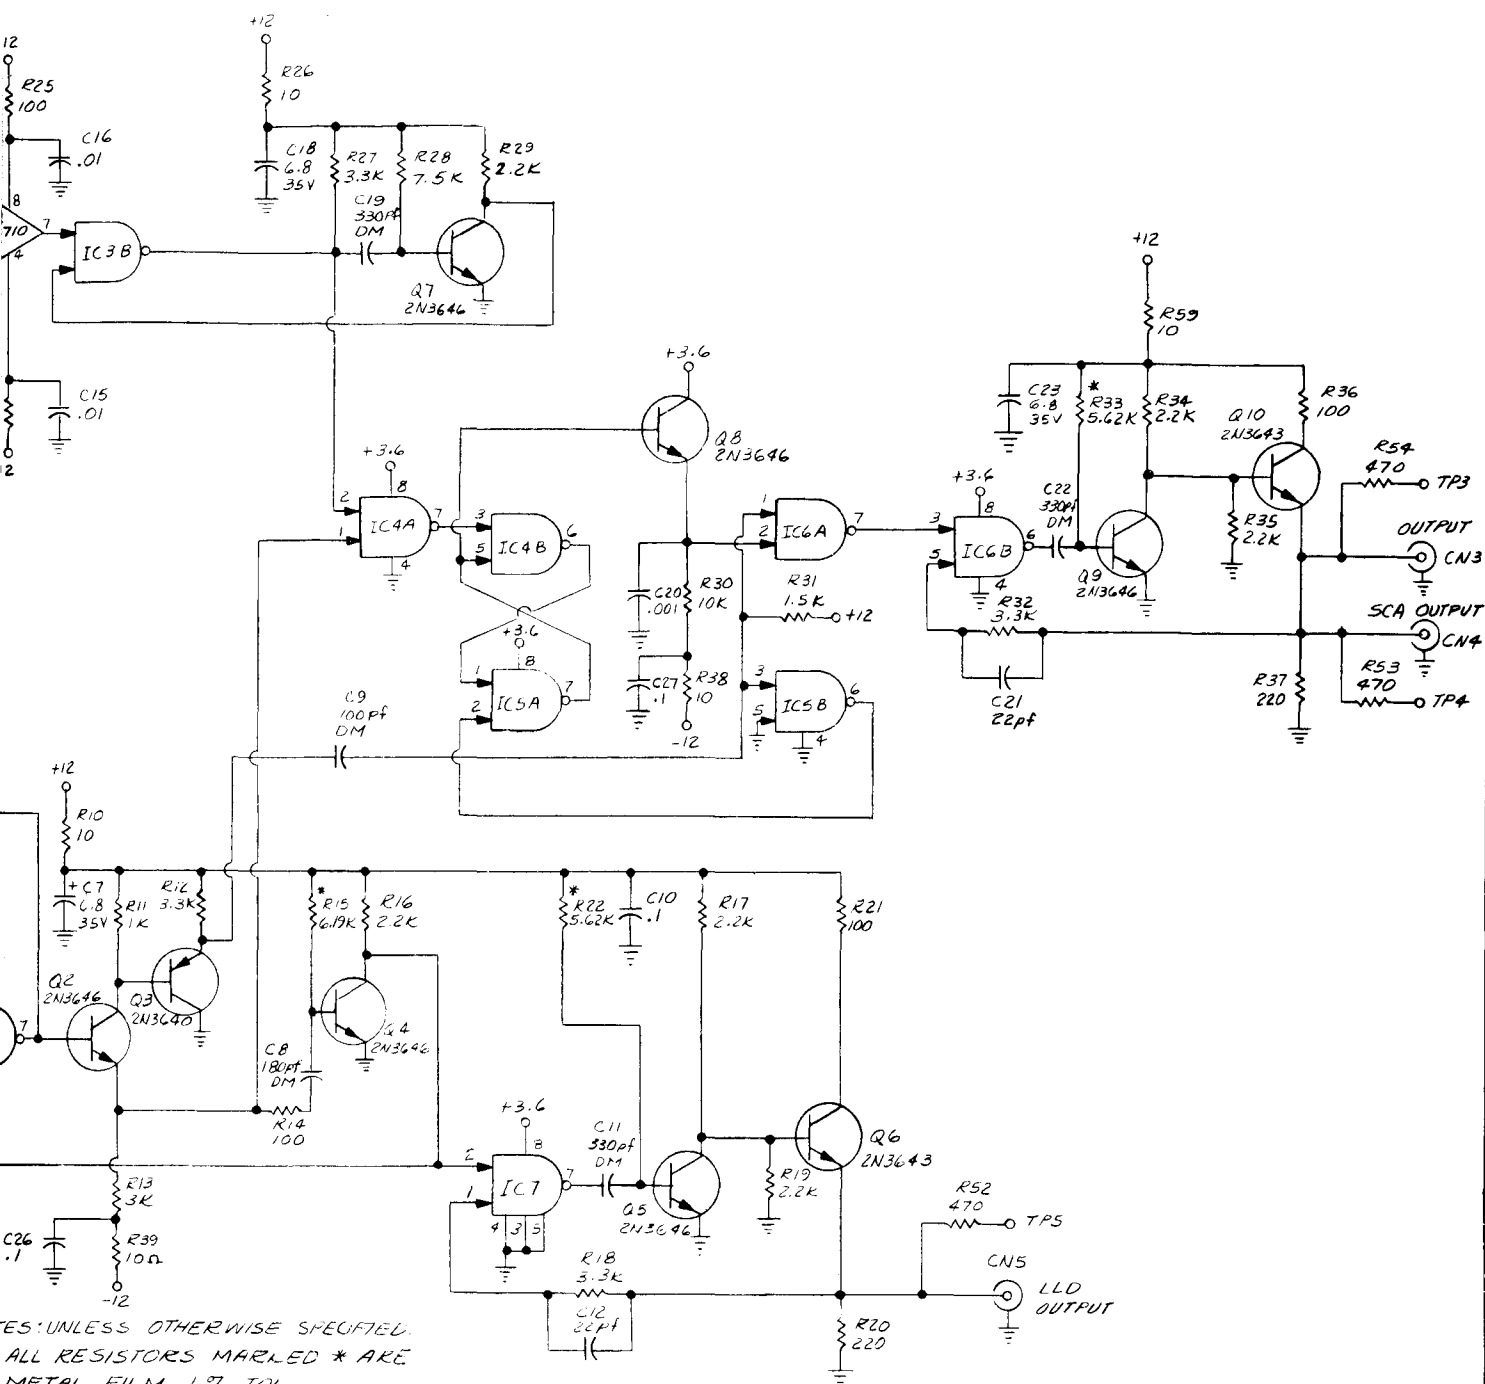 +12
12
R25
100
C16
.01
R26
10
C18
6.8
35V
R27
3.3K
R28
7.5K
R29
2.2K
C19
330Pf
DM
8
710
7
4
IC3B
Q7
2N3646
C15
.01
12
+3.6
Q8
2N3646
+3.6
8
2
1
IC4A
7
4
3
5
IC4B
6
C20
.001
R30
10K
+3.6
8
1
2
IC5A
7
C27
.1
R38
10
-12
1
2
IC6A
7
R31
1.5K
+12
3
5
IC5B
6
4
+12
R59
10
C23
6.8
35V
*
R33
5.62K
R34
2.2K
Q10
2N3643
R36
100
R54
470
TP3
+3.6
8
3
5
IC6B
6
4
C22
330pf
DM
Q9
2N3646
R35
2.2K
OUTPUT
CN3
R32
3.3K
C21
22pf
SCA OUTPUT
CN4
R37
220
R53
470
TP4
C9
100pf
DM
+12
R10
10
+ C7
6.8
35V
R11
1K
R12
3.3K
*
R15
6.19K
R16
2.2K
*
R22
5.62K
C10
.1
R17
2.2K
R21
100
Q2
2N3646
Q3
2N3640
7
C8
180pf
DM
Q4
2N3646
R14
100
+3.6
8
2
1
IC7
7
4
3
5
C11
330pf
DM
Q5
2N3646
R19
2.2K
Q6
2N3643
R13
3K
C26
.1
R39
10Ω
-12
R18
3.3K
C12
22pf
R52
470
TP5
CN5
LLD
OUTPUT
R20
220
TES: UNLESS OTHERWISE SPECIFIED.
ALL RESISTORS MARKED * ARE
METAL FILM 1% TOL